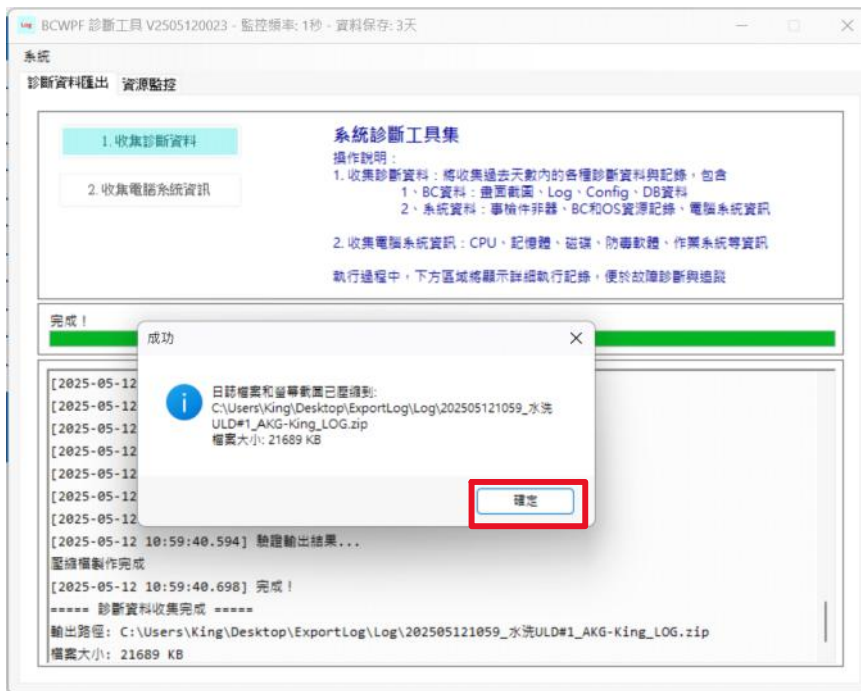 Log BCWPF 診斷工具 V2505120023 - 監控頻率: 1秒 - 資料保存: 3天
系統
診斷資料匯出 資源監控
1. 收集診斷資料
2. 收集電腦系統資訊
系統診斷工具集
操作說明：
1. 收集診斷資料：將收集過去天數內的各種診斷資料與記錄，包含
1、BC資料：畫面截圖、Log、Config、DB資料
2、系統資料：事檢件非器、BC和OS資源記錄、電腦系統資訊
2. 收集電腦系統資訊：CPU、記憶體、磁碟、防毒軟體、作業系統等資訊
執行過程中，下方區域將顯示詳細執行記錄，便於故障診斷與追蹤
完成！
成功
日誌檔案和螢幕截圖已壓縮到:
C:\Users\King\Desktop\ExportLog\Log\202505121059_水洗
ULD#1_AKG-King_LOG.zip
檔案大小: 21689 KB
確定
[2025-05-12
[2025-05-12
[2025-05-12
[2025-05-12
[2025-05-12
[2025-05-12
[2025-05-12
[2025-05-12 10:59:40.594] 驗證輸出結果...
壓縮檔製作完成
[2025-05-12 10:59:40.698] 完成！
===== 診斷資料收集完成 =====
輸出路徑: C:\Users\King\Desktop\ExportLog\Log\202505121059_水洗ULD#1_AKG-King_LOG.zip
檔案大小: 21689 KB